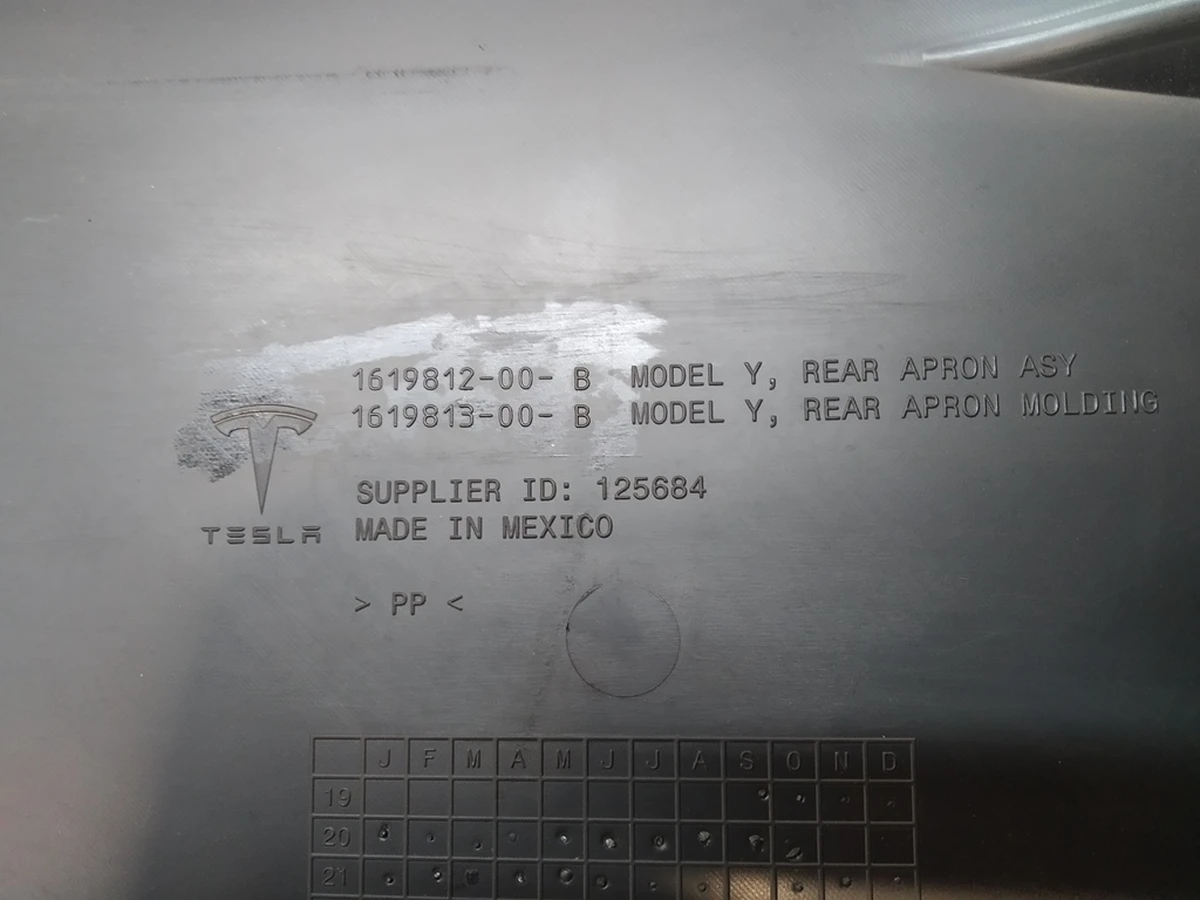 1619812-00- B MODEL Y, REAR APRON ASY
1619813-00- B MODEL Y, REAR APRON MOLDING
TESLA
SUPPLIER ID: 125684
MADE IN MEXICO
> PP <
J F M A M J J A S O N D
19
20
21